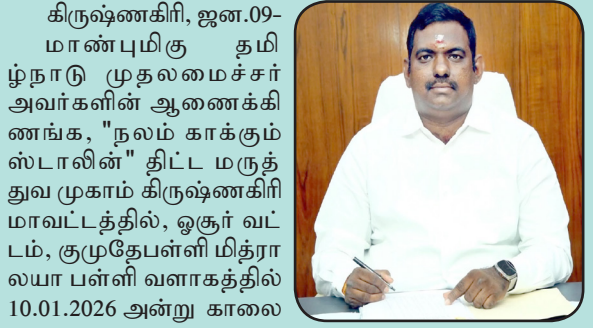 கிருஷ்ணகிரி, ஜன.09-
மாண்புமிகு தமி
ழ்நாடு முதலமைச்சர்
அவர்களின் ஆணைக்கி
ணங்க, "நலம் காக்கும்
ஸ்டாலின்" திட்ட மருத்
துவ முகாம் கிருஷ்ணகிரி
மாவட்டத்தில், ஓசூர் வட்
டம், குமுதேபள்ளி மித்ரா
லயா பள்ளி வளாகத்தில்
10.01.2026 அன்று காலை